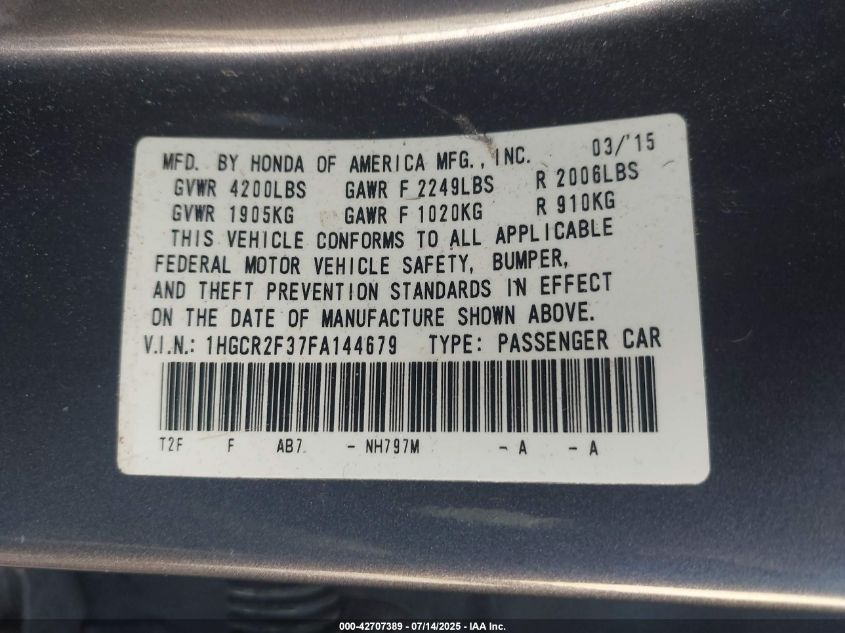 MFD. BY HONDA OF AMERICA MFG., INC. 03/'15
GVWR 4200LBS GAWR F 2249LBS R 2006LBS
GVWR 1905KG GAWR F 1020KG R 910KG
THIS VEHICLE CONFORMS TO ALL APPLICABLE
FEDERAL MOTOR VEHICLE SAFETY, BUMPER,
AND THEFT PREVENTION STANDARDS IN EFFECT
ON THE DATE OF MANUFACTURE SHOWN ABOVE.
V.I.N.: 1HGCR2F37FA144679 TYPE: PASSENGER CAR
T2F F AB7 - NH797M - A - A
000-42707389 - 07/14/2025 - IAA Inc.